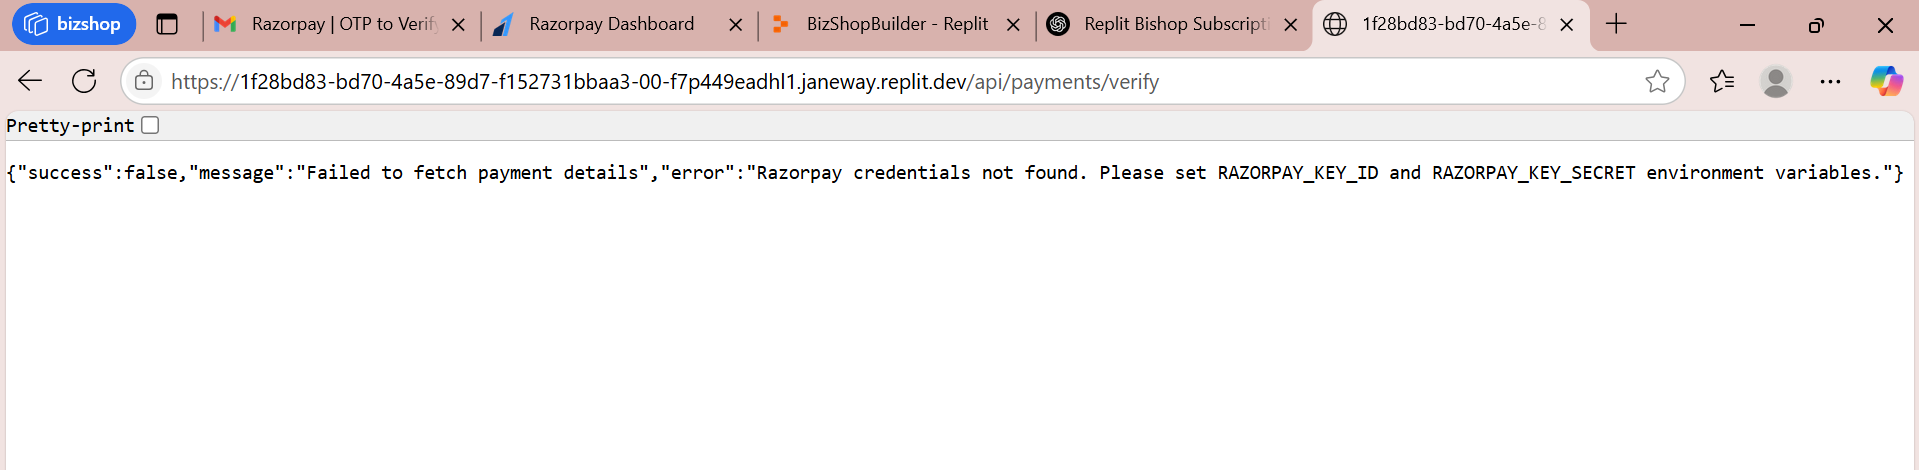 bizshop
Razorpay | OTP to Verify
Razorpay Dashboard
BizShopBuilder - Replit
Replit Bishop Subscripti
1f28bd83-bd70-4a5e-8
https://1f28bd83-bd70-4a5e-89d7-f152731bbaa3-00-f7p449eadhl1.janeway.replit.dev/api/payments/verify
Pretty-print
{"success":false,"message":"Failed to fetch payment details","error":"Razorpay credentials not found. Please set RAZORPAY_KEY_ID and RAZORPAY_KEY_SECRET environment variables."}